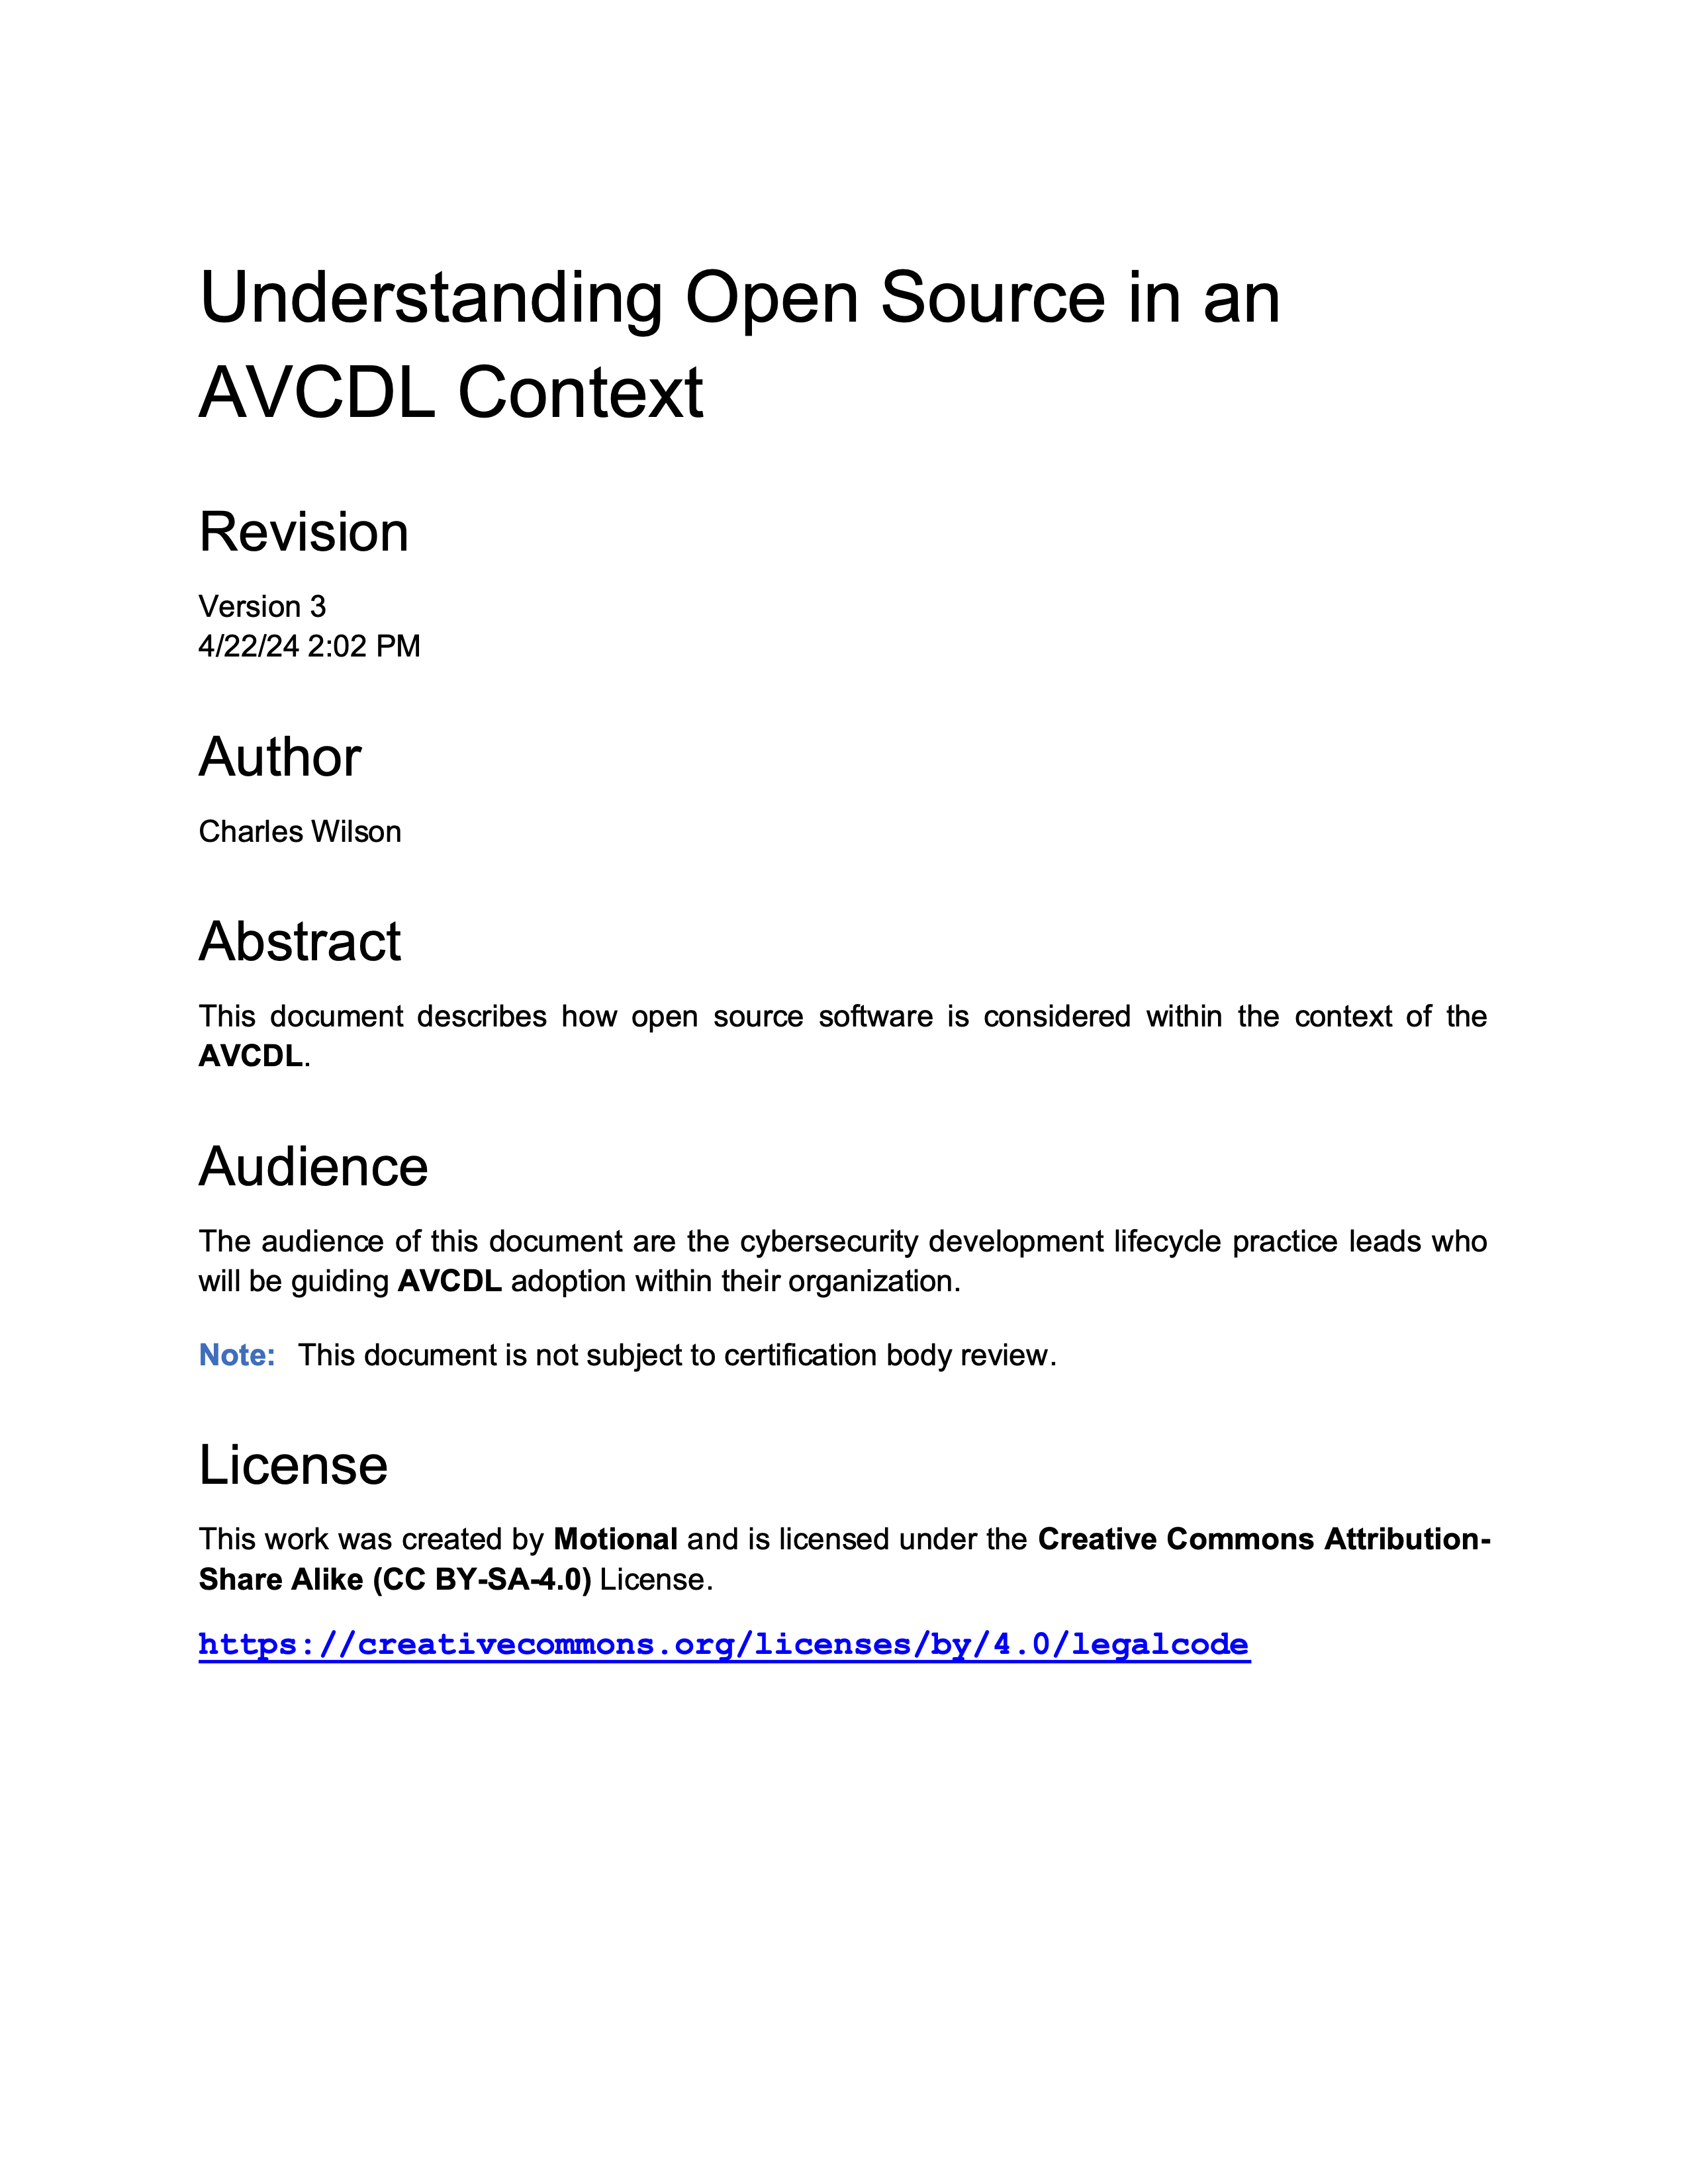 Understanding Open Source in an
AVCDL Context
Revision
Version 3
4/22/24 2:02 PM
Author
Charles Wilson
Abstract
This document describes how open source software is considered within the context of the
AVCDL.
Audience
The audience of this document are the cybersecurity development lifecycle practice leads who
will be guiding AVCDL adoption within their organization.
Note: This document is not subject to certification body review.
License
This work was created by Motional and is licensed under the Creative Commons Attribution-
Share Alike (CC BY-SA-4.0) License.
https://creativecommons.org/licenses/by/4.0/legalcode